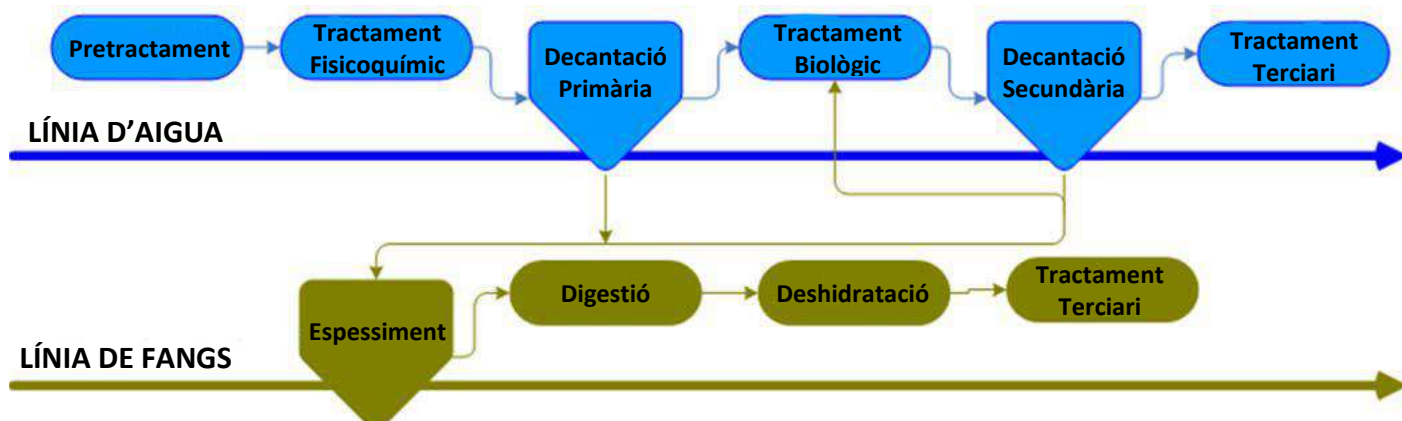 Pretractament
Tractament
Fisicoquímic
Decantació
Primària
Tractament
Biològic
Decantació
Secundària
Tractament
Terciari
LÍNIA D’AIGUA
Espessiment
Digestió
Deshidratació
Tractament
Terciari
LÍNIA DE FANGS